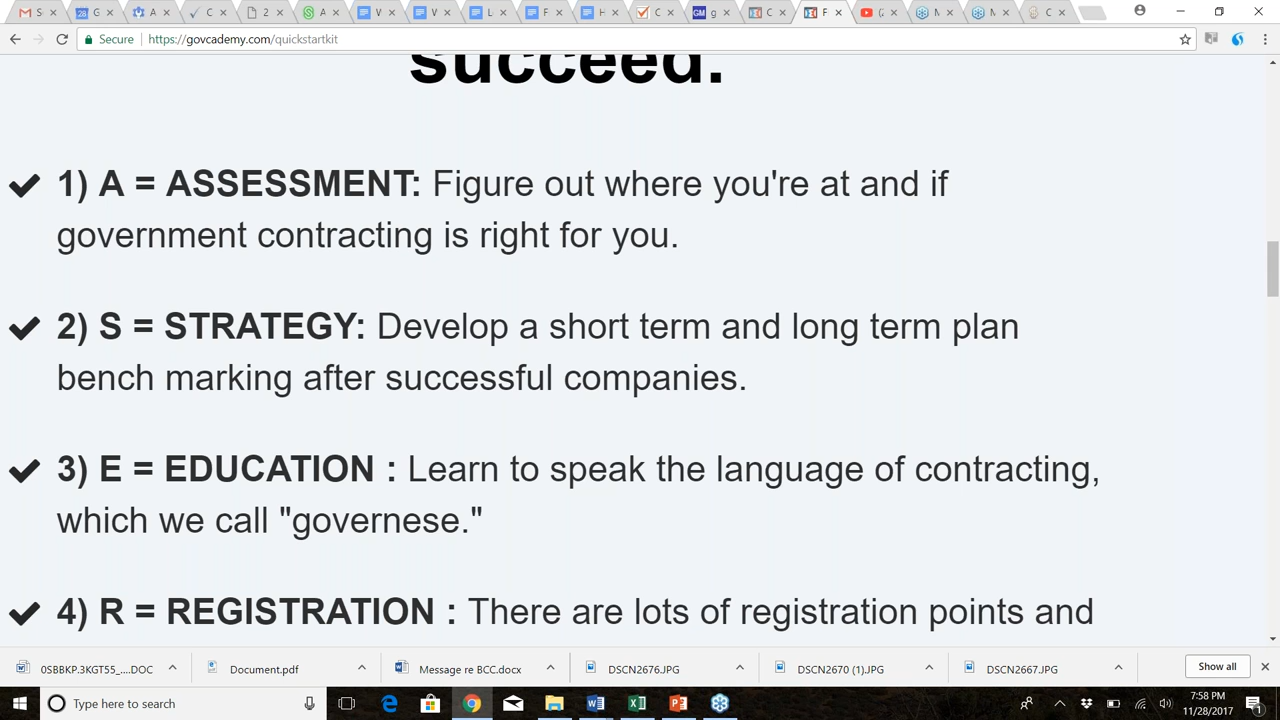 S
28 G
A
C
2
A
W
W
L
F
H
C
GM g
C
F
(
M
M
C
Secure https://govcademy.com/quickstartkit
succeed.
1) A = ASSESSMENT: Figure out where you're at and if
government contracting is right for you.
2) S = STRATEGY: Develop a short term and long term plan
bench marking after successful companies.
3) E = EDUCATION : Learn to speak the language of contracting,
which we call "governese."
4) R = REGISTRATION : There are lots of registration points and
0SBBKP.3KGT55_....DOC
Document.pdf
Message re BCC.docx
DSCN2676.JPG
DSCN2670 (1).JPG
DSCN2667.JPG
Show all
Type here to search
7:58 PM
11/28/2017